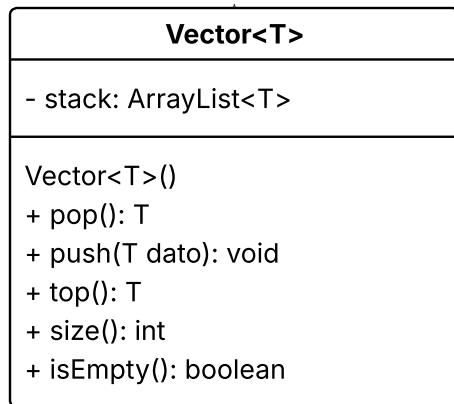 Vector<T>
- stack: ArrayList<T>
Vector<T>()
+ pop(): T
+ push(T dato): void
+ top(): T
+ size(): int
+ isEmpty(): boolean